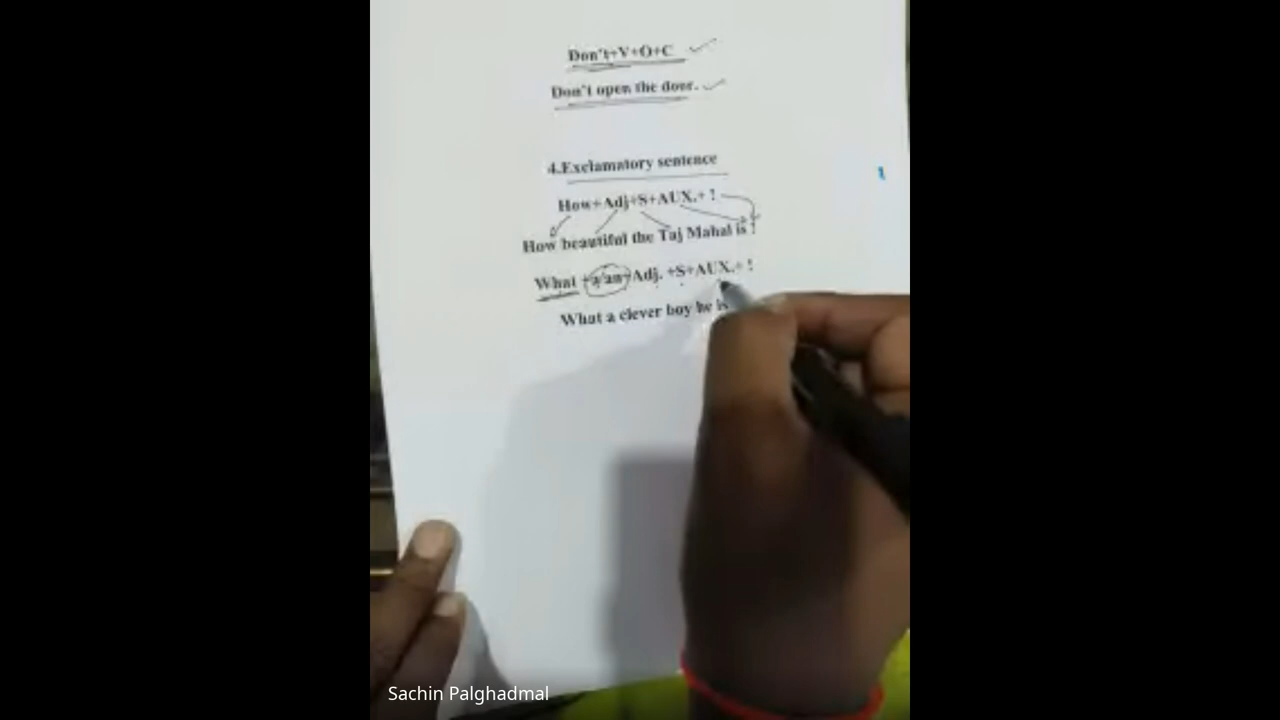 Don't+V+O+C
Don't open the door.
4.Exclamatory sentence
How+Adj+S+AUX.+ !
How beautiful the Taj Mahal is !
What +a/an+Adj. +S+AUX.+ !
What a clever boy he is
Sachin Palghadmal